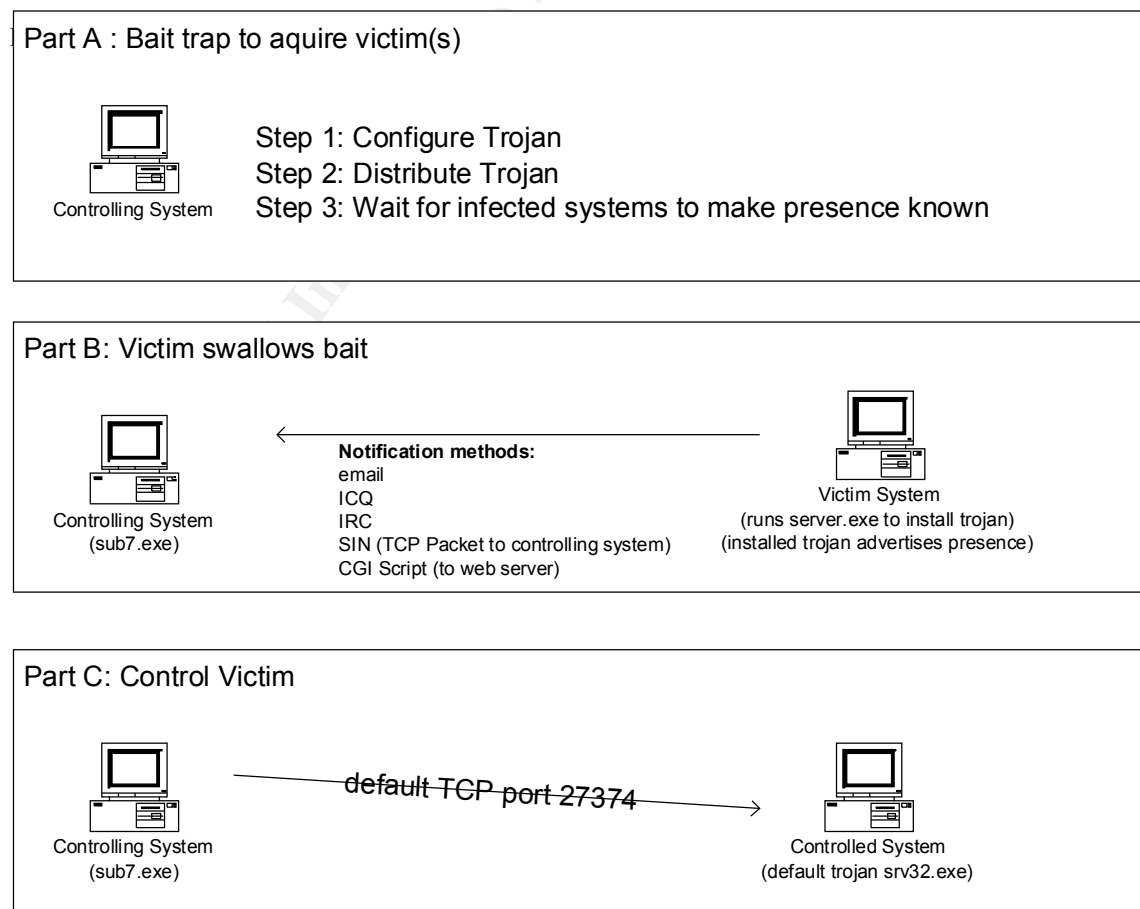 Part A : Bait trap to aquire victim(s)
Step 1: Configure Trojan
Step 2: Distribute Trojan
Step 3: Wait for infected systems to make presence known
Controlling System
Part B: Victim swallows bait
Notification methods:
email
ICQ
IRC
SIN (TCP Packet to controlling system)
CGI Script (to web server)
Controlling System
(sub7.exe)
Victim System
(runs server.exe to install trojan)
(installed trojan advertises presence)
Part C: Control Victim
default TCP port 27374
Controlling System
(sub7.exe)
Controlled System
(default trojan srv32.exe)